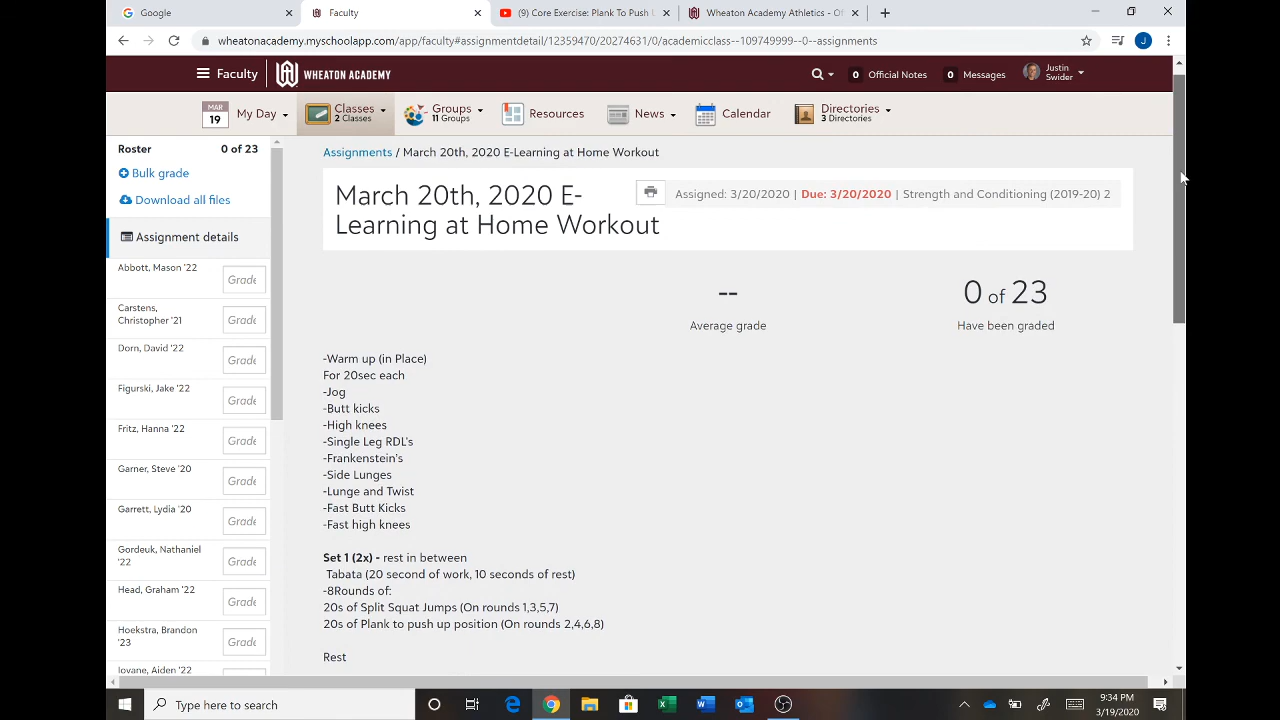 Google
Faculty
(9) Core Exercise: Plank To Push U
Wheaton Academy Athletics - Of
wheatonacademy.myschoolapp.com/app/faculty#assignmentdetail/12359470/20274631/0/academicclass--109749999--0--assignments
J
Faculty
WHEATON ACADEMY
0 Official Notes
0 Messages
Justin
Swider
MAR
19
My Day
Classes
2 Classes
Groups
11 Groups
Resources
News
Calendar
Directories
3 Directories
Roster
0 of 23
Bulk grade
Download all files
Assignment details
Abbott, Mason '22
Grade
Carstens,
Christopher '21
Grade
Dorn, David '22
Grade
Figurski, Jake '22
Grade
Fritz, Hanna '22
Grade
Garner, Steve '20
Grade
Garrett, Lydia '20
Grade
Gordeuk, Nathaniel
'22
Grade
Head, Graham '22
Grade
Hoekstra, Brandon
'23
Grade
Iovane, Aiden '22
Assignments / March 20th, 2020 E-Learning at Home Workout
March 20th, 2020 E-
Learning at Home Workout
Assigned: 3/20/2020 | Due: 3/20/2020 | Strength and Conditioning (2019-20) 2
--
Average grade
0 of 23
Have been graded
-Warm up (in Place)
For 20sec each
-Jog
-Butt kicks
-High knees
-Single Leg RDL's
-Frankenstein's
-Side Lunges
-Lunge and Twist
-Fast Butt Kicks
-Fast high knees
Set 1 (2x) - rest in between
Tabata (20 second of work, 10 seconds of rest)
-8Rounds of:
20s of Split Squat Jumps (On rounds 1,3,5,7)
20s of Plank to push up position (On rounds 2,4,6,8)
Rest
Type here to search
9:34 PM
3/19/2020